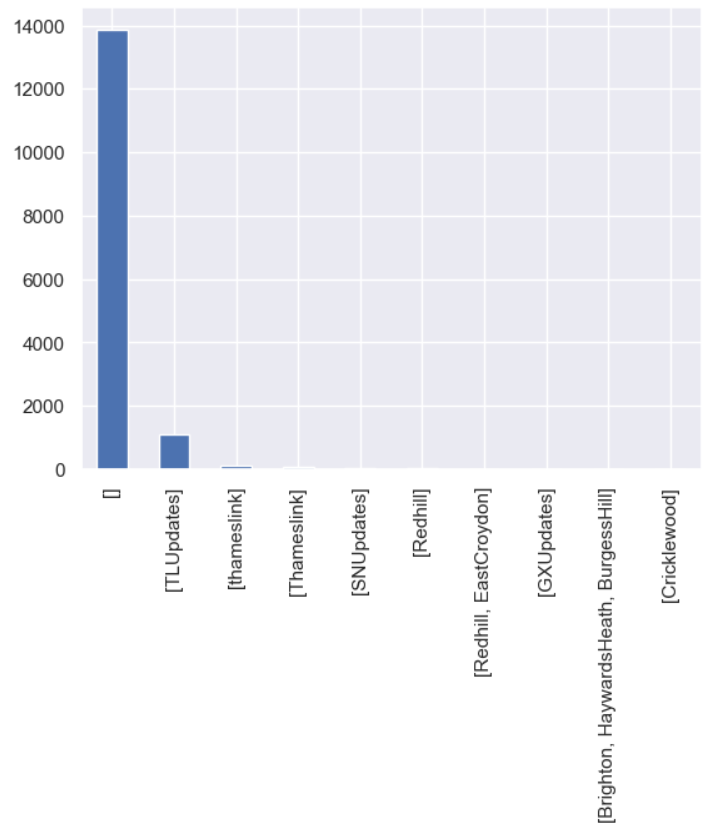 14000
12000
10000
8000
6000
4000
2000
0
[]
[TLUpdates]
[thameslink]
[Thameslink]
[SNUpdates]
[Redhill]
[Redhill, EastCroydon]
[GXUpdates]
[Brighton, HaywardsHeath, BurgessHill]
[Cricklewood]